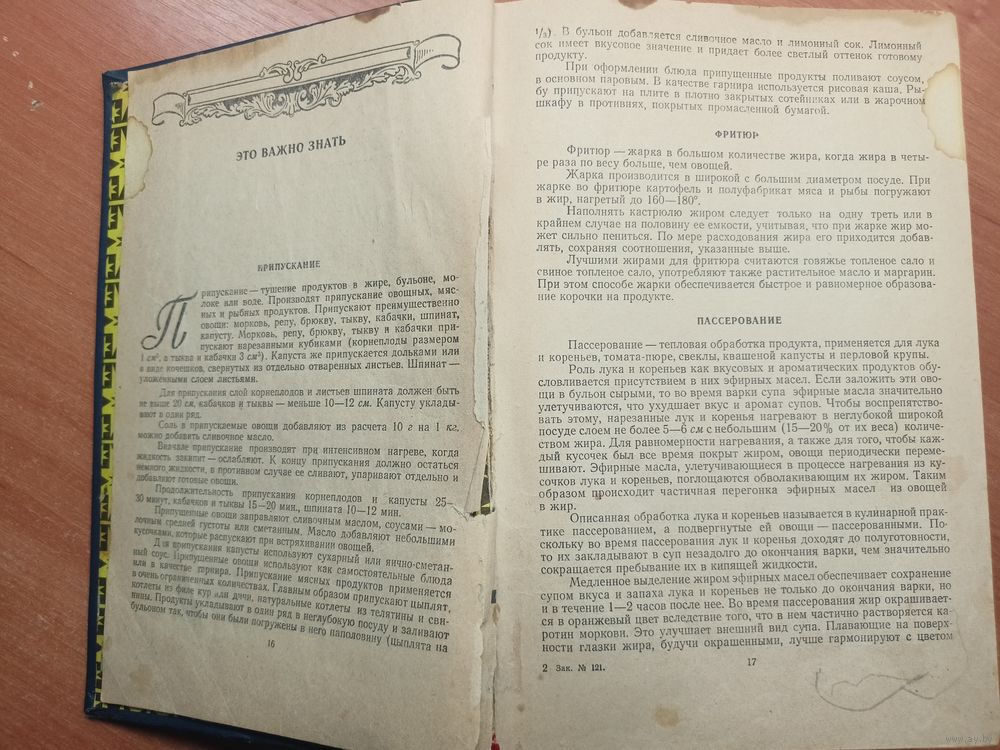 ЭТО ВАЖНО ЗНАТЬ
ПРИПУСКАНИЕ
Припускание — тушение продуктов в жире, бульоне, мо-
локе или воде. Производят припускание овощных, мяс-
ных и рыбных продуктов. Припускают преимущественно
овощи: морковь, репу, брюкву, тыкву, кабачки, шпинат,
капусту. Морковь, репу, брюкву, тыкву и кабачки при-
пускают нарезанными кубиками (корнеплоды размером
1 см³, а тыква и кабачки 3 см³). Капуста же припускается дольками или
в виде кочешков, свернутых из отдельно отваренных листьев. Шпинат —
уложенными слоем листьями.
Для припускания слой корнеплодов и листьев шпината должен быть
не выше 20 см, кабачков и тыквы — меньше 10—12 см. Капусту уклады-
вают в один ряд.
Соль в припускаемые овощи добавляют из расчета 10 г на 1 кг,
можно добавить сливочное масло.
Вначале припускание производят при интенсивном нагреве, когда
жидкость закипит — ослабляют. К концу припускания должно остаться
немного жидкости, в противном случае ее сливают, упаривают отдельно и
добавляют готовые овощи.
Продолжительность припускания корнеплодов и капусты 25—
30 минут, кабачков и тыквы 15—20 мин, шпината 10—12 мин.
Припущенные овощи заправляют сливочным маслом, соусами — мо-
лочным средней густоты или сметанным. Масло добавляют небольшими
кусочками, которые распускают при встряхивании овощей.
Для припускания капусты используют сухарный или яично-сметан-
ный соус. Припущенные овощи используют как самостоятельные блюда
или в качестве гарнира. Припускание мясных продуктов применяется
в очень ограниченных количествах. Главным образом припускают цыплят,
котлеты из филе кур или дичи, натуральные котлеты из телятины и сви-
нины. Продукты укладывают в один ряд в неглубокую посуду и заливают
бульоном так, чтобы они были погружены в него наполовину (цыплята на
16
1/3). В бульон добавляется сливочное масло и лимонный сок. Лимонный
сок имеет вкусовое значение и придает более светлый оттенок готовому
продукту.
При оформлении блюда припущенные продукты поливают соусом,
в основном паровым. В качестве гарнира используется рисовая каша. Ры-
бу припускают на плите в плотно закрытых сотейниках или в жарочном
шкафу в противнях, покрытых промасленной бумагой.
ФРИТЮР
Фритюр — жарка в большом количестве жира, когда жира в четы-
ре раза по весу больше, чем овощей.
Жарка производится в широкой с большим диаметром посуде. При
жарке во фритюре картофель и полуфабрикат мяса и рыбы погружают
в жир, нагретый до 160—180°.
Наполнять кастрюлю жиром следует только на одну треть или в
крайнем случае на половину ее емкости, учитывая, что при жарке жир мо-
жет сильно пениться. По мере расходования жира его приходится добав-
лять, сохраняя соотношения, указанные выше.
Лучшими жирами для фритюра считаются говяжье топленое сало и
свиное топленое сало, употребляют также растительное масло и маргарин.
При этом способе жарки обеспечивается быстрое и равномерное образова-
ние корочки на продукте.
ПАССЕРОВАНИЕ
Пассерование — тепловая обработка продукта, применяется для лука
и кореньев, томата-пюре, свеклы, квашеной капусты и перловой крупы.
Роль лука и кореньев как вкусовых и ароматических продуктов обу-
словливается присутствием в них эфирных масел. Если заложить эти ово-
щи в бульон сырыми, то во время варки супа эфирные масла значительно
улетучиваются, что ухудшает вкус и аромат супов. Чтобы воспрепятство-
вать этому, нарезанные лук и коренья нагревают в неглубокой широкой
посуде слоем не более 5—6 см с небольшим (15—20% от их веса) количе-
ством жира. Для равномерности нагревания, а также для того, чтобы каж-
дый кусочек был все время покрыт жиром, овощи периодически переме-
шивают. Эфирные масла, улетучивающиеся в процессе нагревания из ку-
сочков лука и кореньев, поглощаются обволакивающим их жиром. Таким
образом происходит частичная перегонка эфирных масел из овощей
в жир.
Описанная обработка лука и кореньев называется в кулинарной прак-
тике пассерованием, а подвергнутые ей овощи — пассерованными. По-
скольку во время пассерования лук и коренья доходят до полуготовности,
то их закладывают в суп незадолго до окончания варки, чем значительно
сокращается пребывание их в кипящей жидкости.
Медленное выделение жиром эфирных масел обеспечивает сохранение
супом вкуса и запаха лука и кореньев не только до окончания варки, но
и в течение 1—2 часов после нее. Во время пассерования жир окрашивает-
ся в оранжевый цвет вследствие того, что в нем частично растворяется ка-
ротин моркови. Это улучшает внешний вид супа. Плавающие на поверх-
ности глазки жира, будучи окрашенными, лучше гармонируют с цветом
2 Зак. № 121.
17
www.ay.by